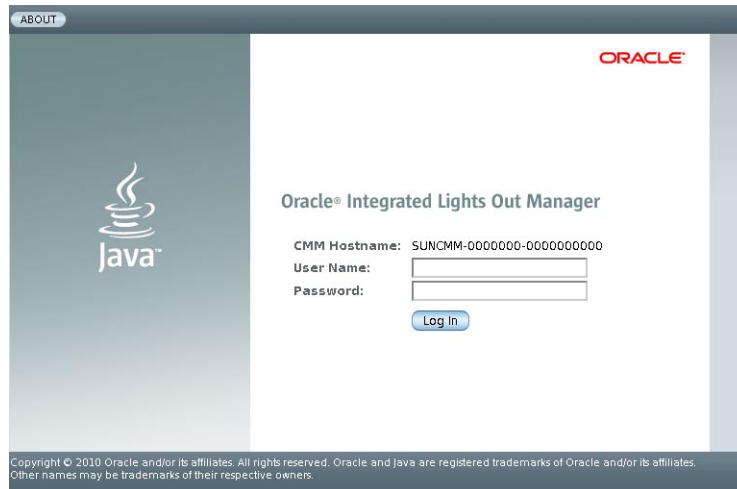 ABOUT
ORACLE®
Java™
Oracle® Integrated Lights Out Manager
CMM Hostname: SUNCMM-0000000-0000000000
User Name:
Password:
Log In
Copyright © 2010 Oracle and/or its affiliates. All rights reserved. Oracle and Java are registered trademarks of Oracle and/or its affiliates.
Other names may be trademarks of their respective owners.